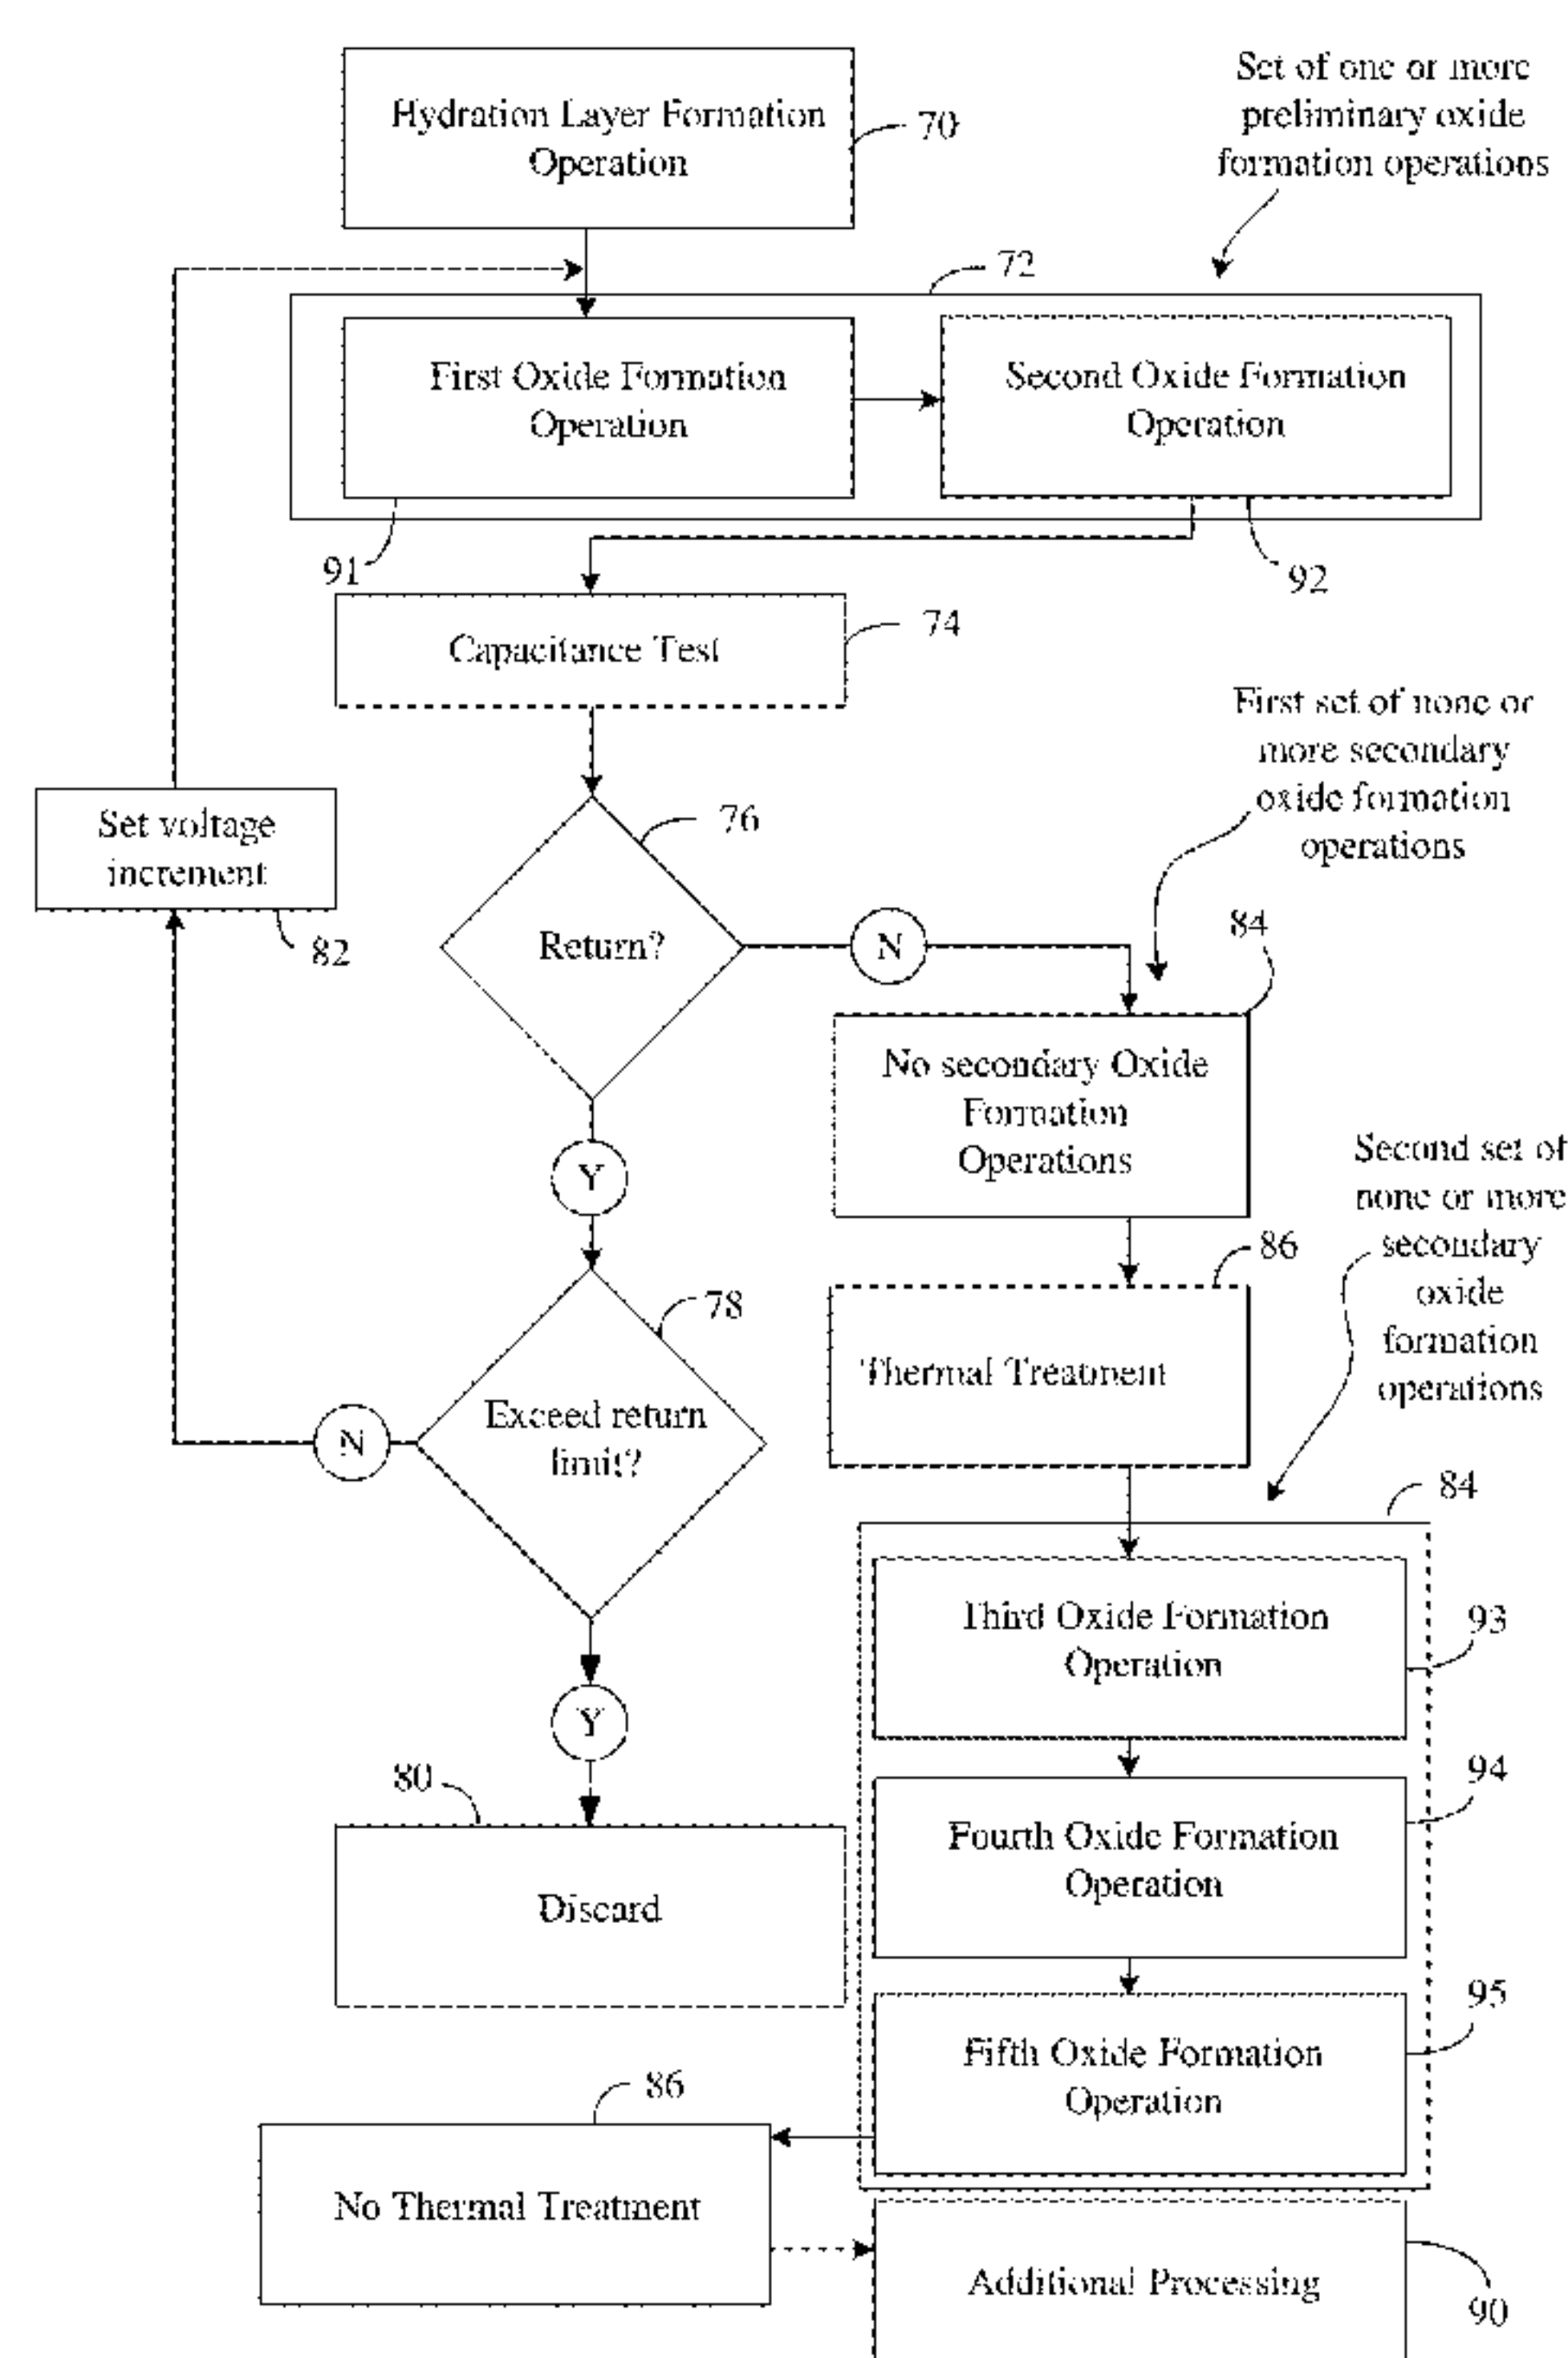 Hydration Layer Formation
Operation
70
Set of one or more
preliminary oxide
formation operations
72
First Oxide Formation
Operation
Second Oxide Formation
Operation
91
92
Capacitance Test
74
First set of none or
more secondary
oxide formation
operations
Set voltage
increment
82
76
Return?
N
84
No secondary Oxide
Formation
Operations
Y
Second set of
none or more
secondary
oxide
formation
operations
86
Thermal Treatment
78
Exceed return
limit?
N
84
Third Oxide Formation
Operation
93
Y
94
Fourth Oxide Formation
Operation
80
Discard
95
Fifth Oxide Formation
Operation
86
No Thermal Treatment
Additional Processing
90